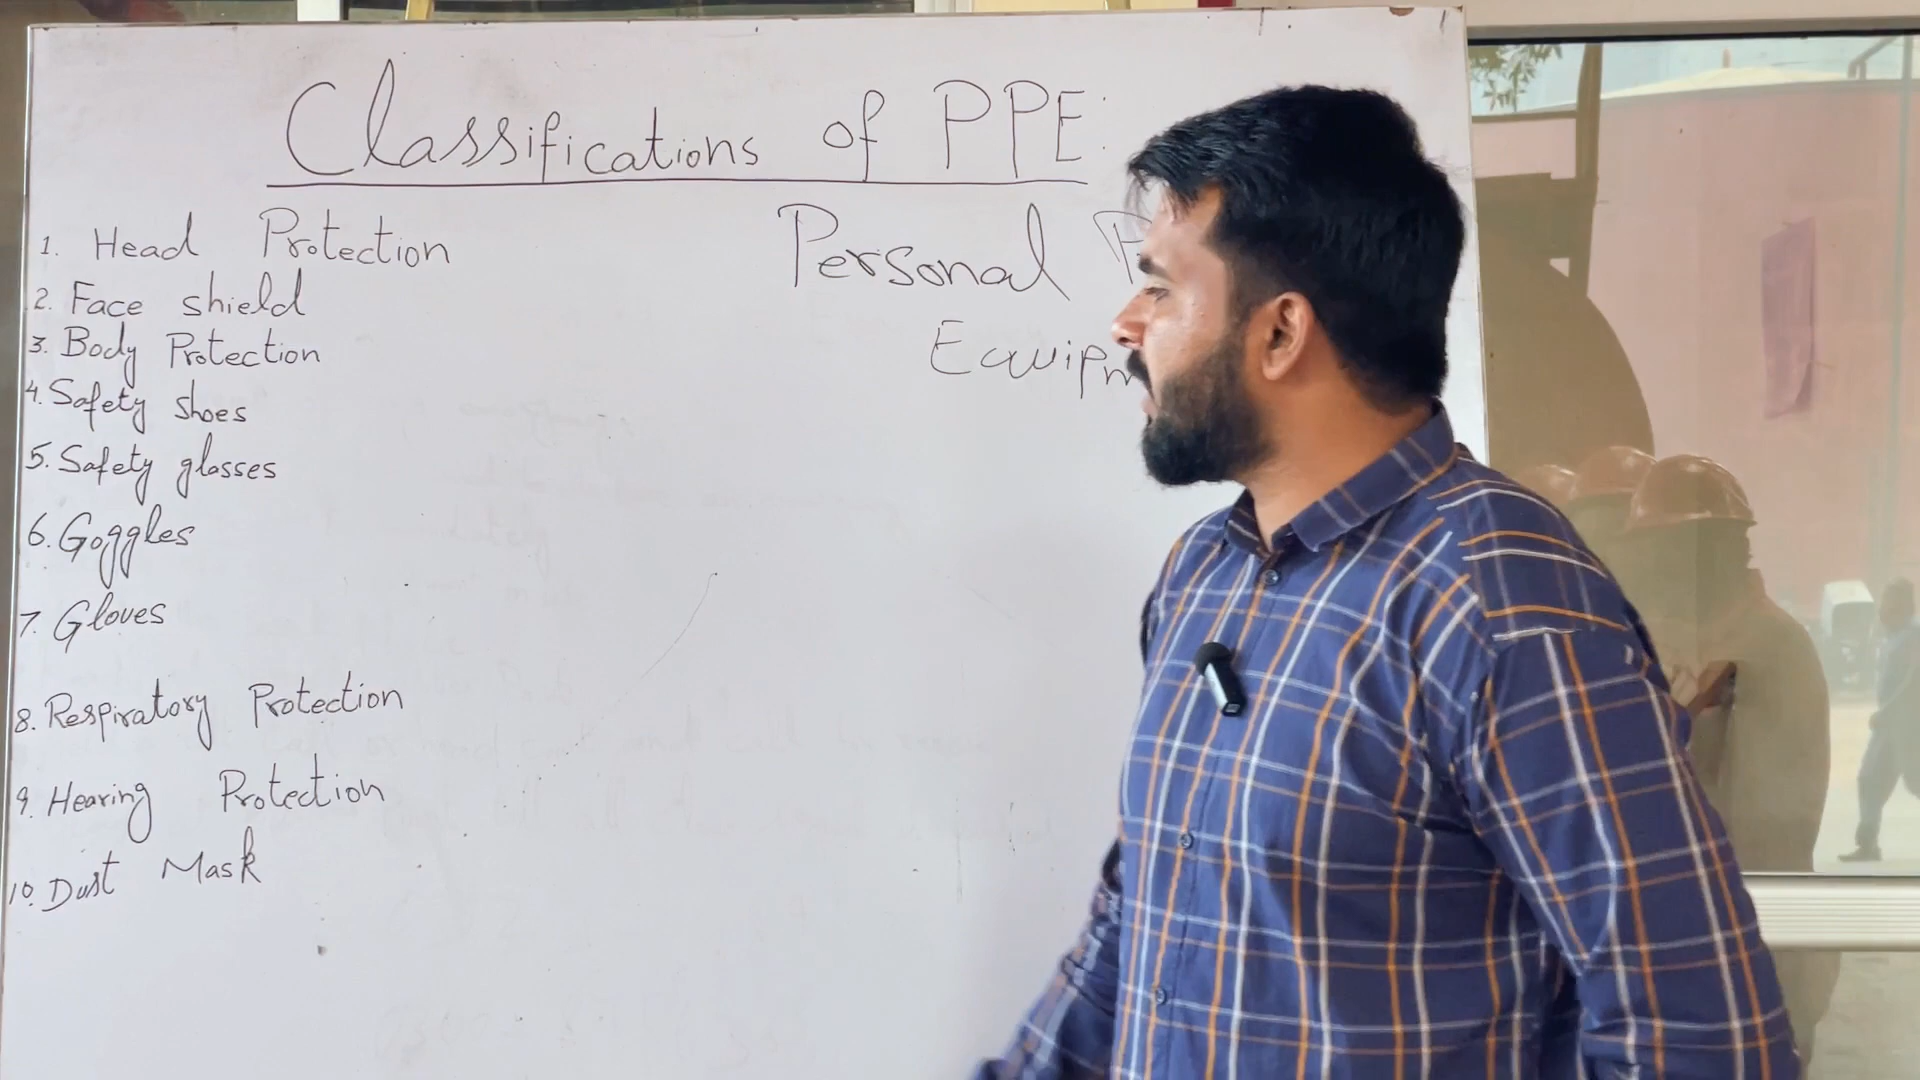 Classifications of PPE:
Personal
1. Head Protection
2. Face shield
3. Body Protection
4. Safety shoes
5. Safety glasses
6. Goggles
7. Gloves
8. Respiratory Protection
9. Hearing Protection
10. Dust Mask